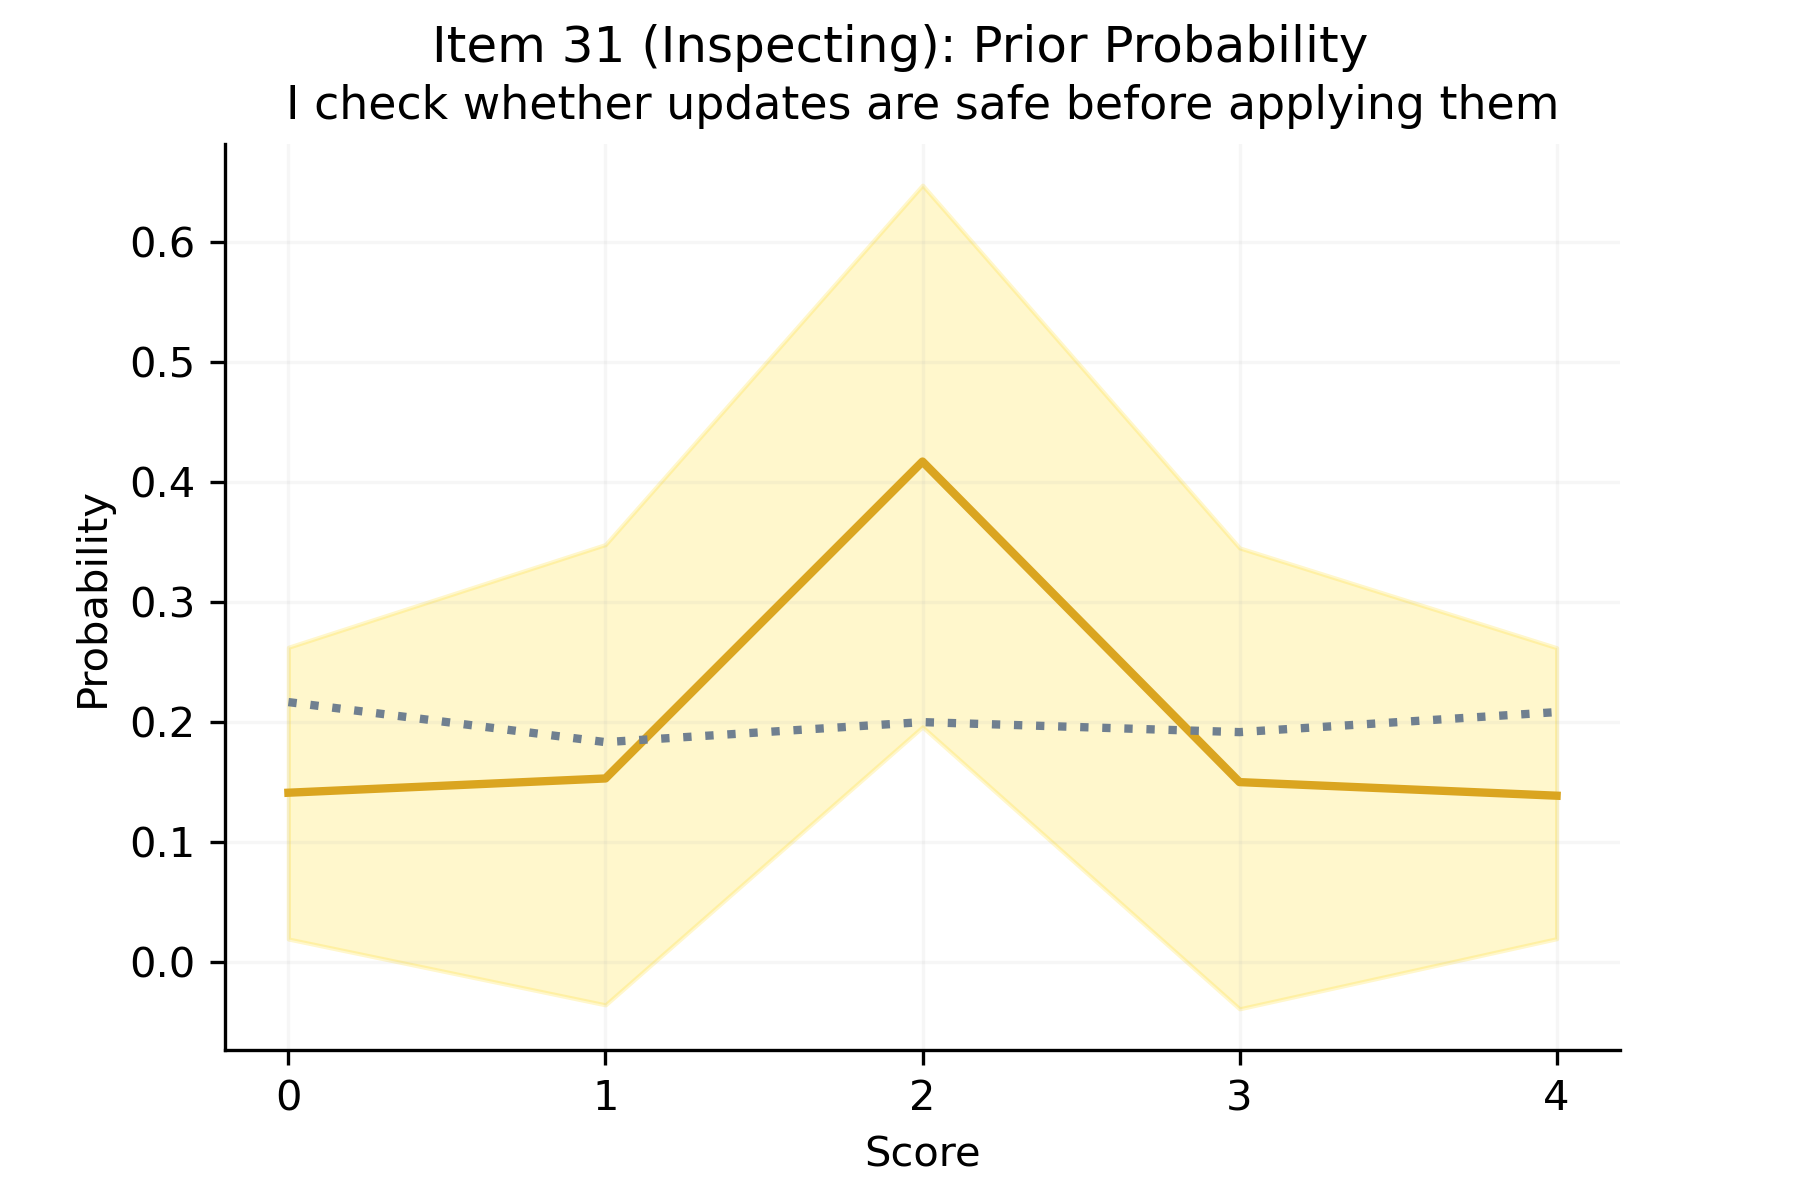 Item 31 (Inspecting): Prior Probability
I check whether updates are safe before applying them
Probability
0.6
0.5
0.4
0.3
0.2
0.1
0.0
0 1 2 3 4
Score